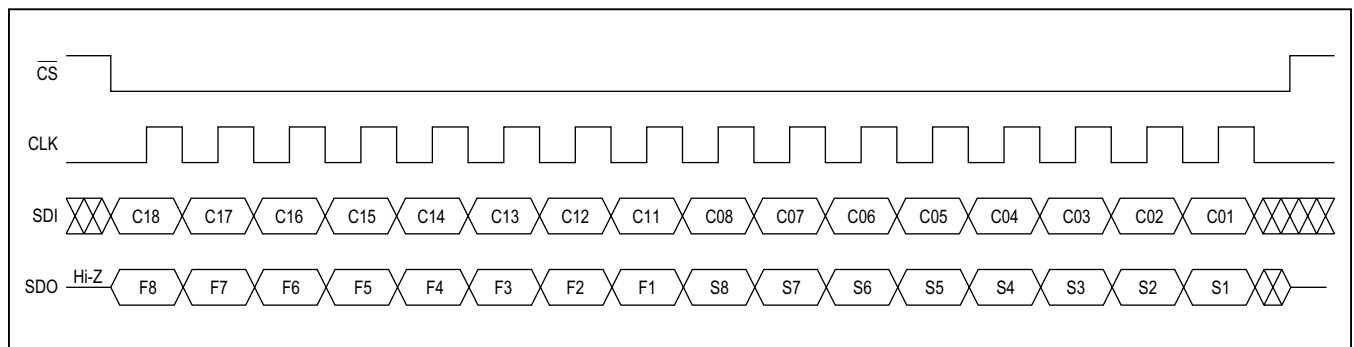 CS
CLK
SDI C18 C17 C16 C15 C14 C13 C12 C11 C08 C07 C06 C05 C04 C03 C02 C01
SDO Hi-Z F8 F7 F6 F5 F4 F3 F2 F1 S8 S7 S6 S5 S4 S3 S2 S1